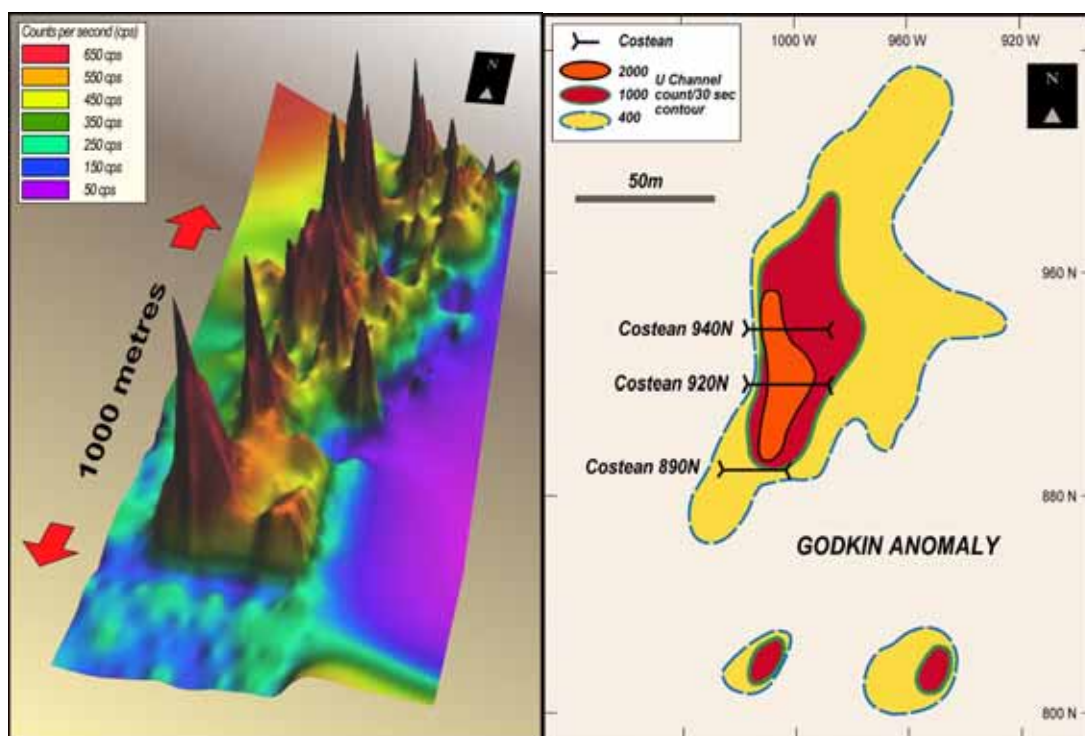 Counts per second (cps)
650 cps
550 cps
450 cps
350 cps
250 cps
150 cps
50 cps
N
1000 metres
Costean
2000
1000
400
U Channel
count/30 sec
contour
50m
1000 W
960 W
920 W
N
960 N
Costean 940N
Costean 920N
Costean 890N
880 N
GODKIN ANOMALY
800 N